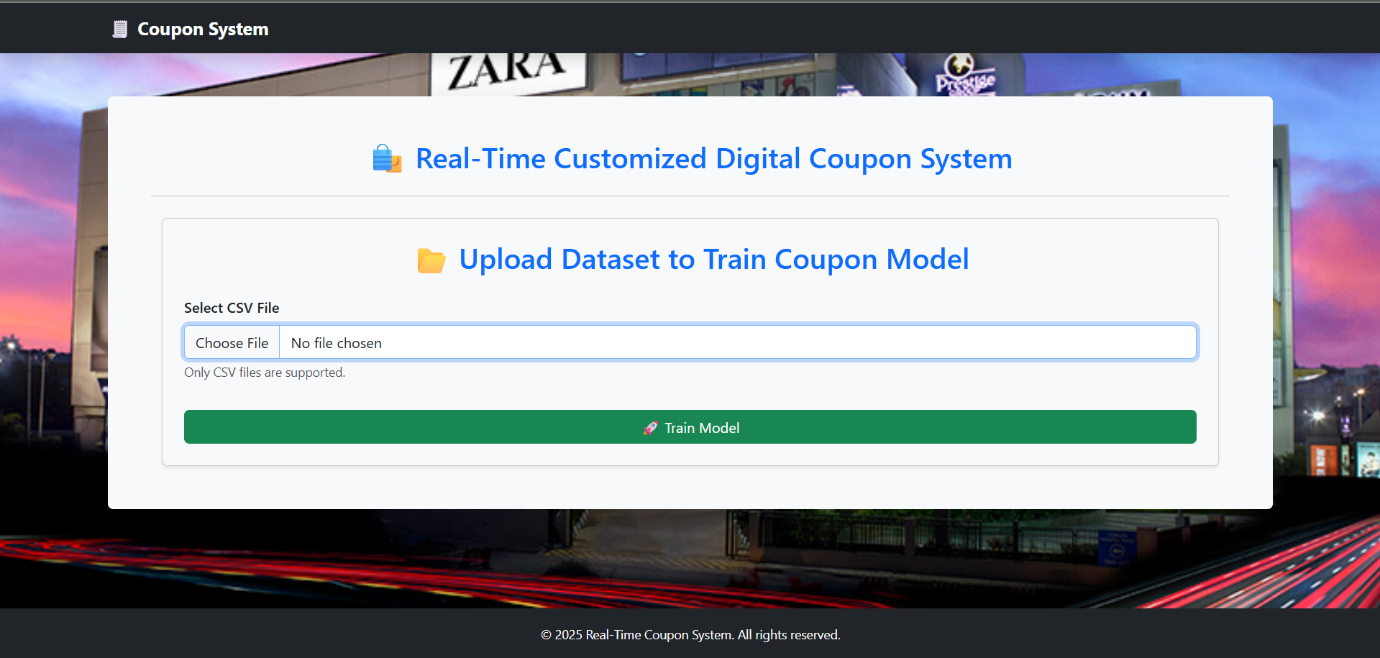 Coupon System
ZARA
Prestige
Real-Time Customized Digital Coupon System
Upload Dataset to Train Coupon Model
Select CSV File
Choose File No file chosen
Only CSV files are supported.
Train Model
© 2025 Real-Time Coupon System. All rights reserved.